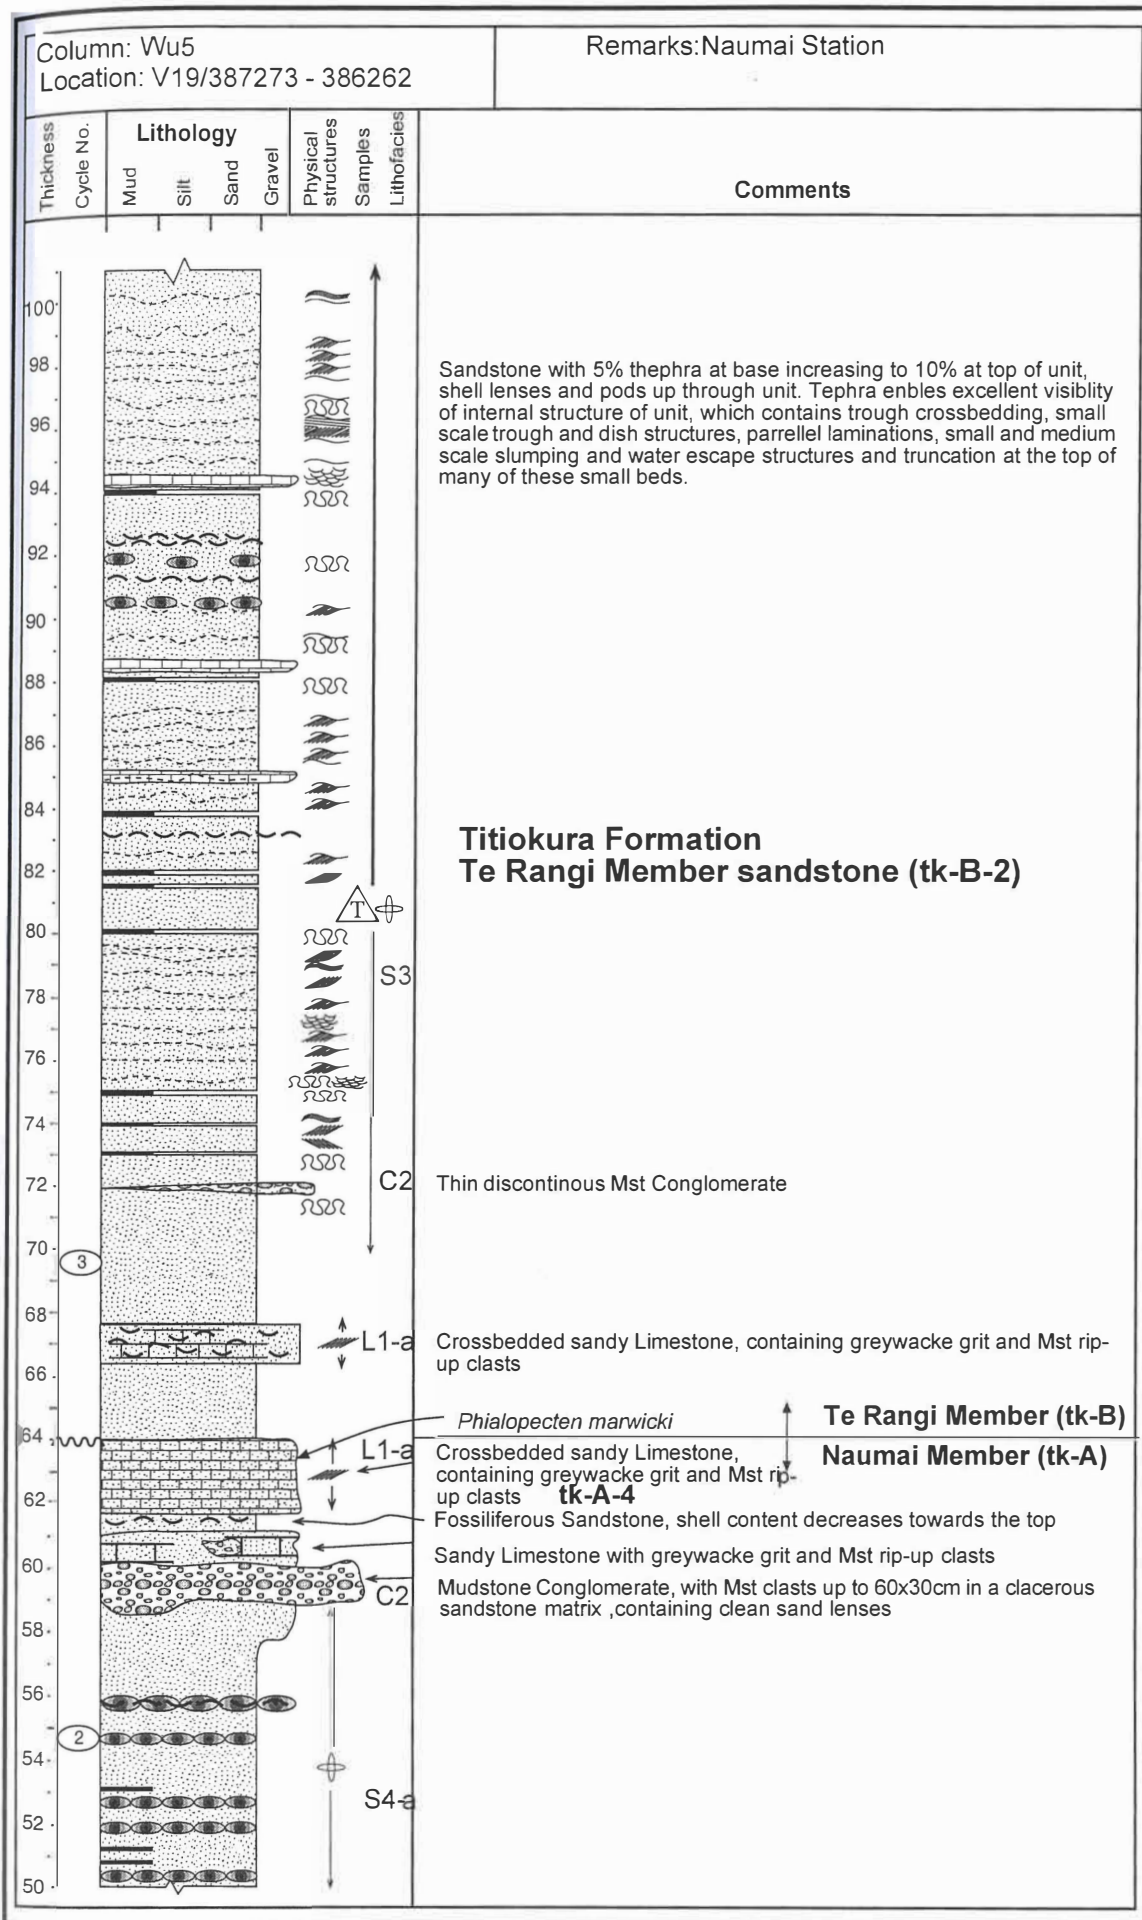 Column: Wu5
Location: V19/387273 - 386262
Remarks:Naumai Station
Thickness
Cycle No.
Lithology
Mud
Silt
Sand
Gravel
Physical structures
Samples
Lithofacies
Comments
100
98
Sandstone with 5% thephra at base increasing to 10% at top of unit,
shell lenses and pods up through unit. Tephra enbles excellent visiblity
of internal structure of unit, which contains trough crossbedding, small
scale trough and dish structures, parrellel laminations, small and medium
scale slumping and water escape structures and truncation at the top of
many of these small beds.
96
94
92
90
88
86
84
Titiokura Formation
Te Rangi Member sandstone (tk-B-2)
82
T
80
S3
78
76
74
72
C2
Thin discontinous Mst Conglomerate
70
3
68
L1-a
Crossbedded sandy Limestone, containing greywacke grit and Mst rip-
up clasts
66
Phialopecten marwicki
Te Rangi Member (tk-B)
64
L1-a
Crossbedded sandy Limestone,
containing greywacke grit and Mst rip-
up clasts
tk-A-4
Naumai Member (tk-A)
62
Fossiliferous Sandstone, shell content decreases towards the top
60
Sandy Limestone with greywacke grit and Mst rip-up clasts
C2
Mudstone Conglomerate, with Mst clasts up to 60x30cm in a clacerous
sandstone matrix ,containing clean sand lenses
58
56
2
54
S4-a
52
50